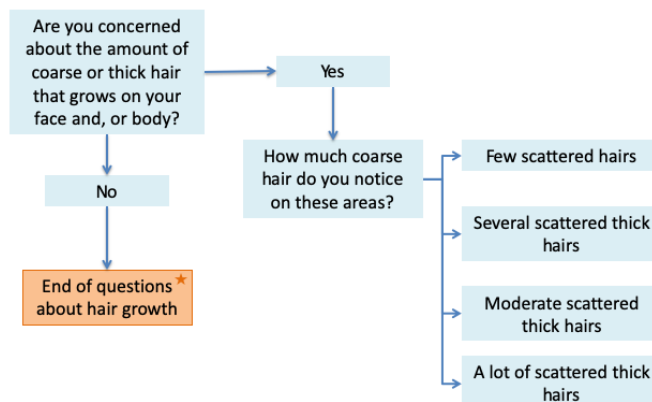 Are you concerned
about the amount of
coarse or thick hair
that grows on your
face and, or body?
Yes
No
How much coarse
hair do you notice
on these areas?
Few scattered hairs
Several scattered thick
hairs
Moderate scattered
thick hairs
A lot of scattered thick
hairs
End of questions
about hair growth